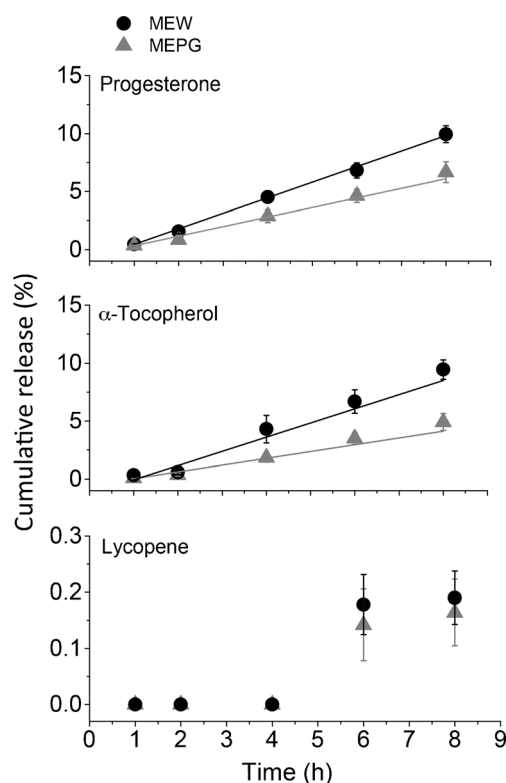 MEW
MEPG
Progesterone
15
10
5
0
α-Tocopherol
15
10
5
0
Cumulative release (%)
Lycopene
0.3
0.2
0.1
0.0
0 1 2 3 4 5 6 7 8 9
Time (h)